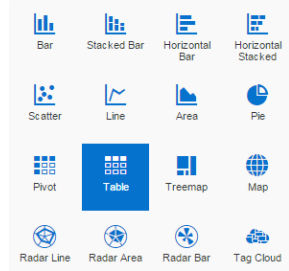 Bar
Stacked Bar
Horizontal
Bar
Horizontal
Stacked
Scatter
Line
Area
Pie
Pivot
Table
Treemap
Map
Radar Line
Radar Area
Radar Bar
Tag Cloud